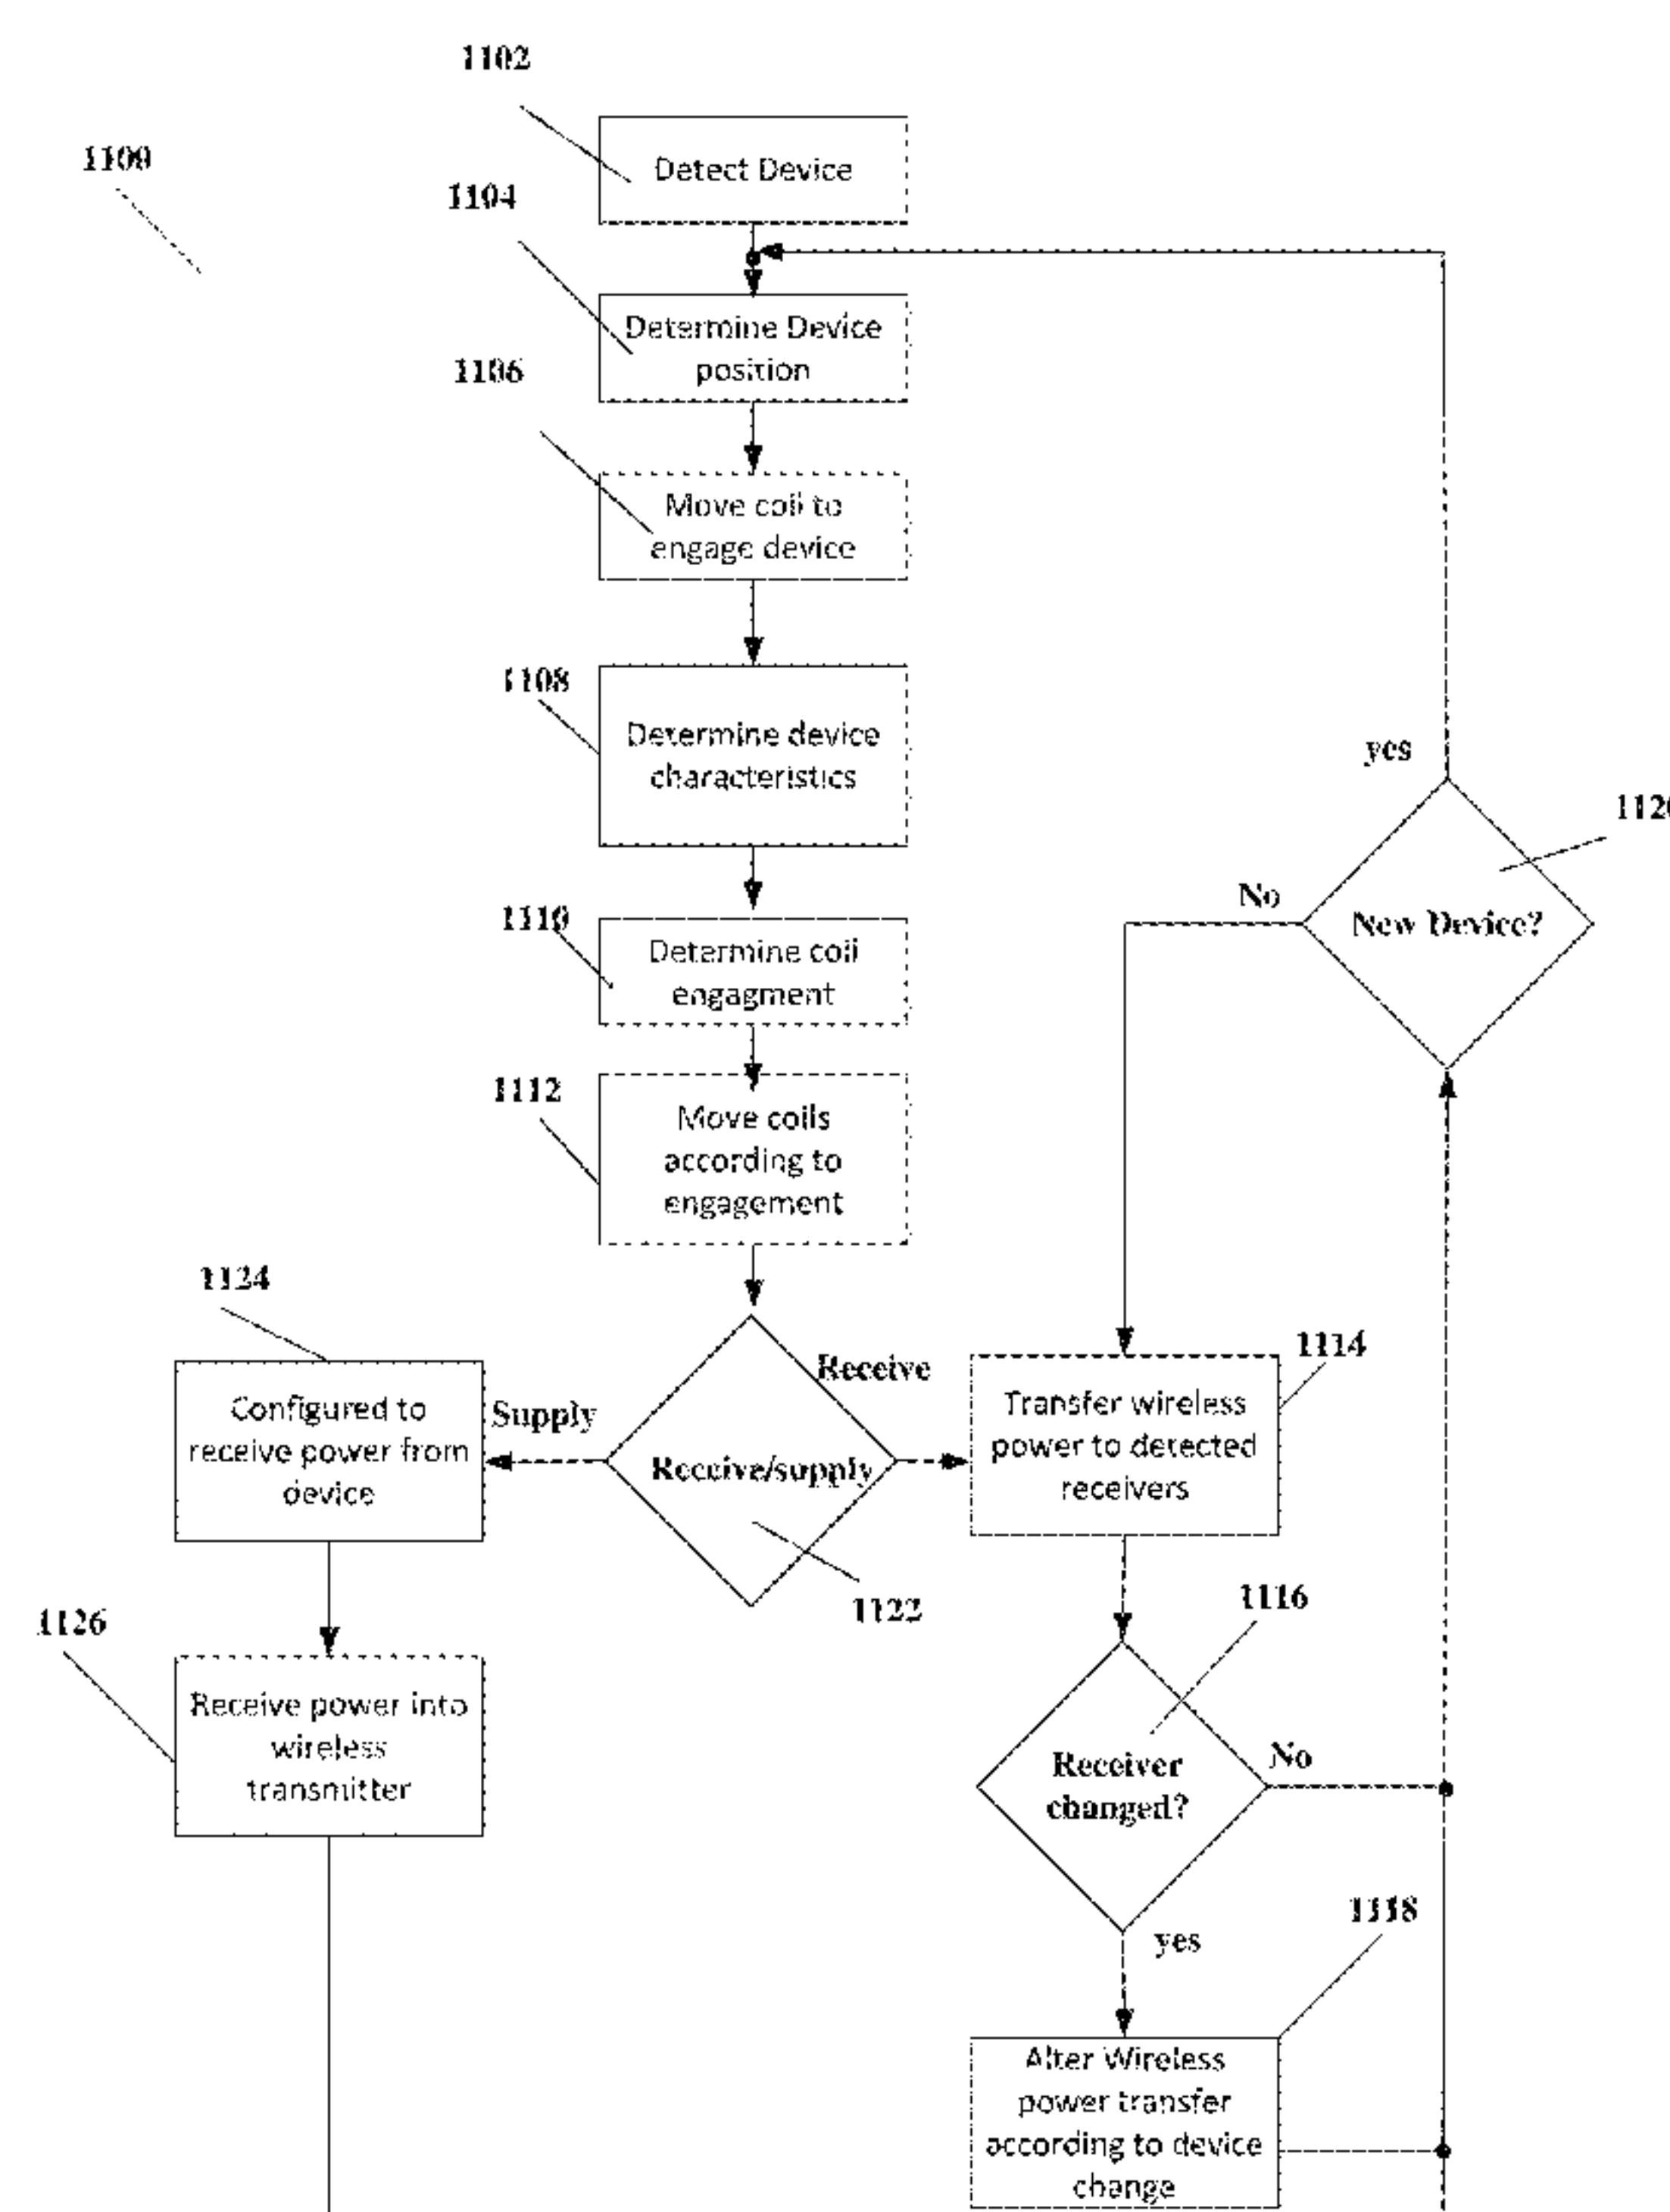 1102
1100
Detect Device
1104
Determine Device
position
1106
Move coil to
engage device
1108
Determine device
characteristics
yes
1120
New Device?
No
1110
Determine coil
engagment
1112
Move coils
according to
engagement
1124
Configured to
receive power from
device
Supply
Receive
Receive/supply
1122
1114
Transfer wireless
power to detected
receivers
1116
Receiver
changed?
No
yes
1126
Receive power into
wireless
transmitter
1118
Alter Wireless
power transfer
according to device
change